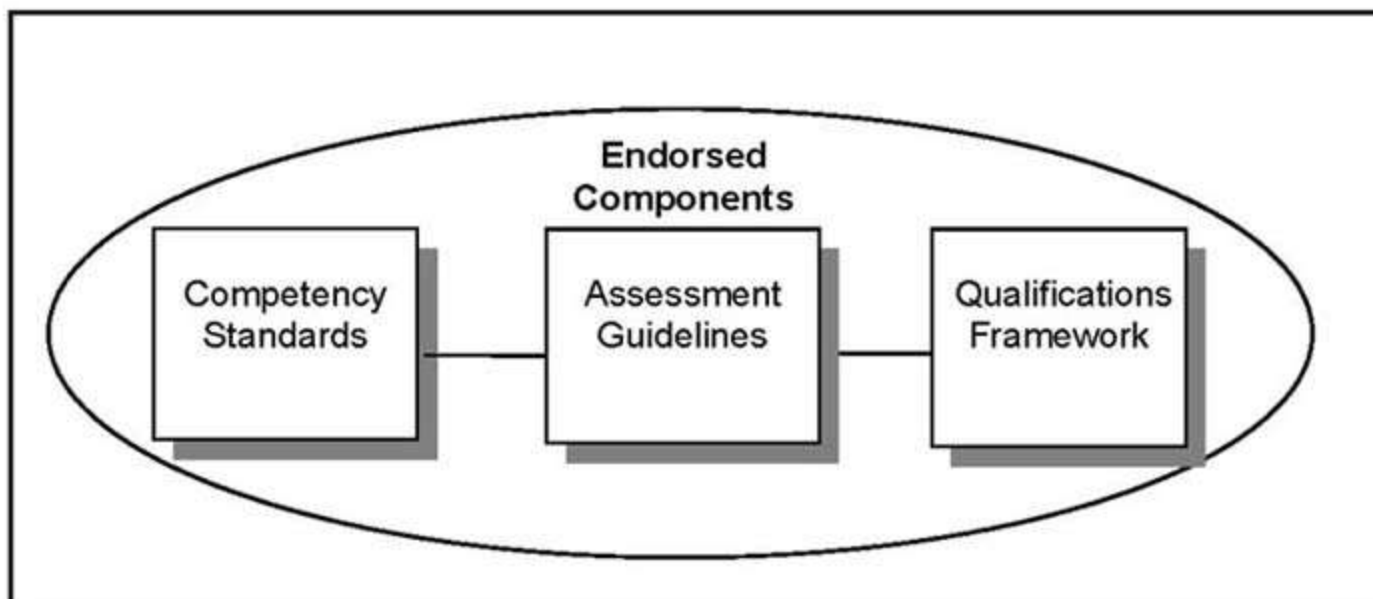 Endorsed
Components
Competency
Standards
Assessment
Guidelines
Qualifications
Framework